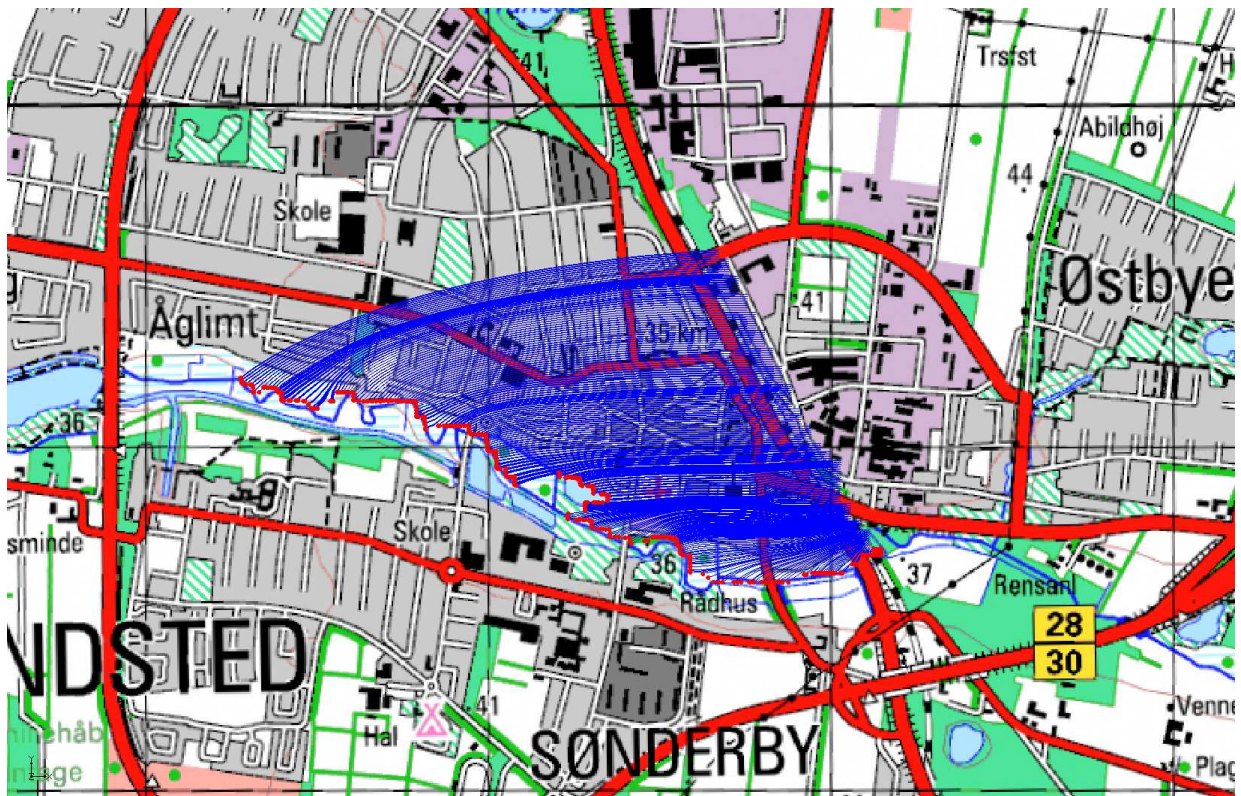 41
Trsfst
Abildhøj
44
Skole
Østbye
41
Åglimt
35 km
36
Skole
sminde
36
37
Rensanl
Rådhus
28
30
NDSTED
41
Hal
SØNDERBY
Venne
Plag